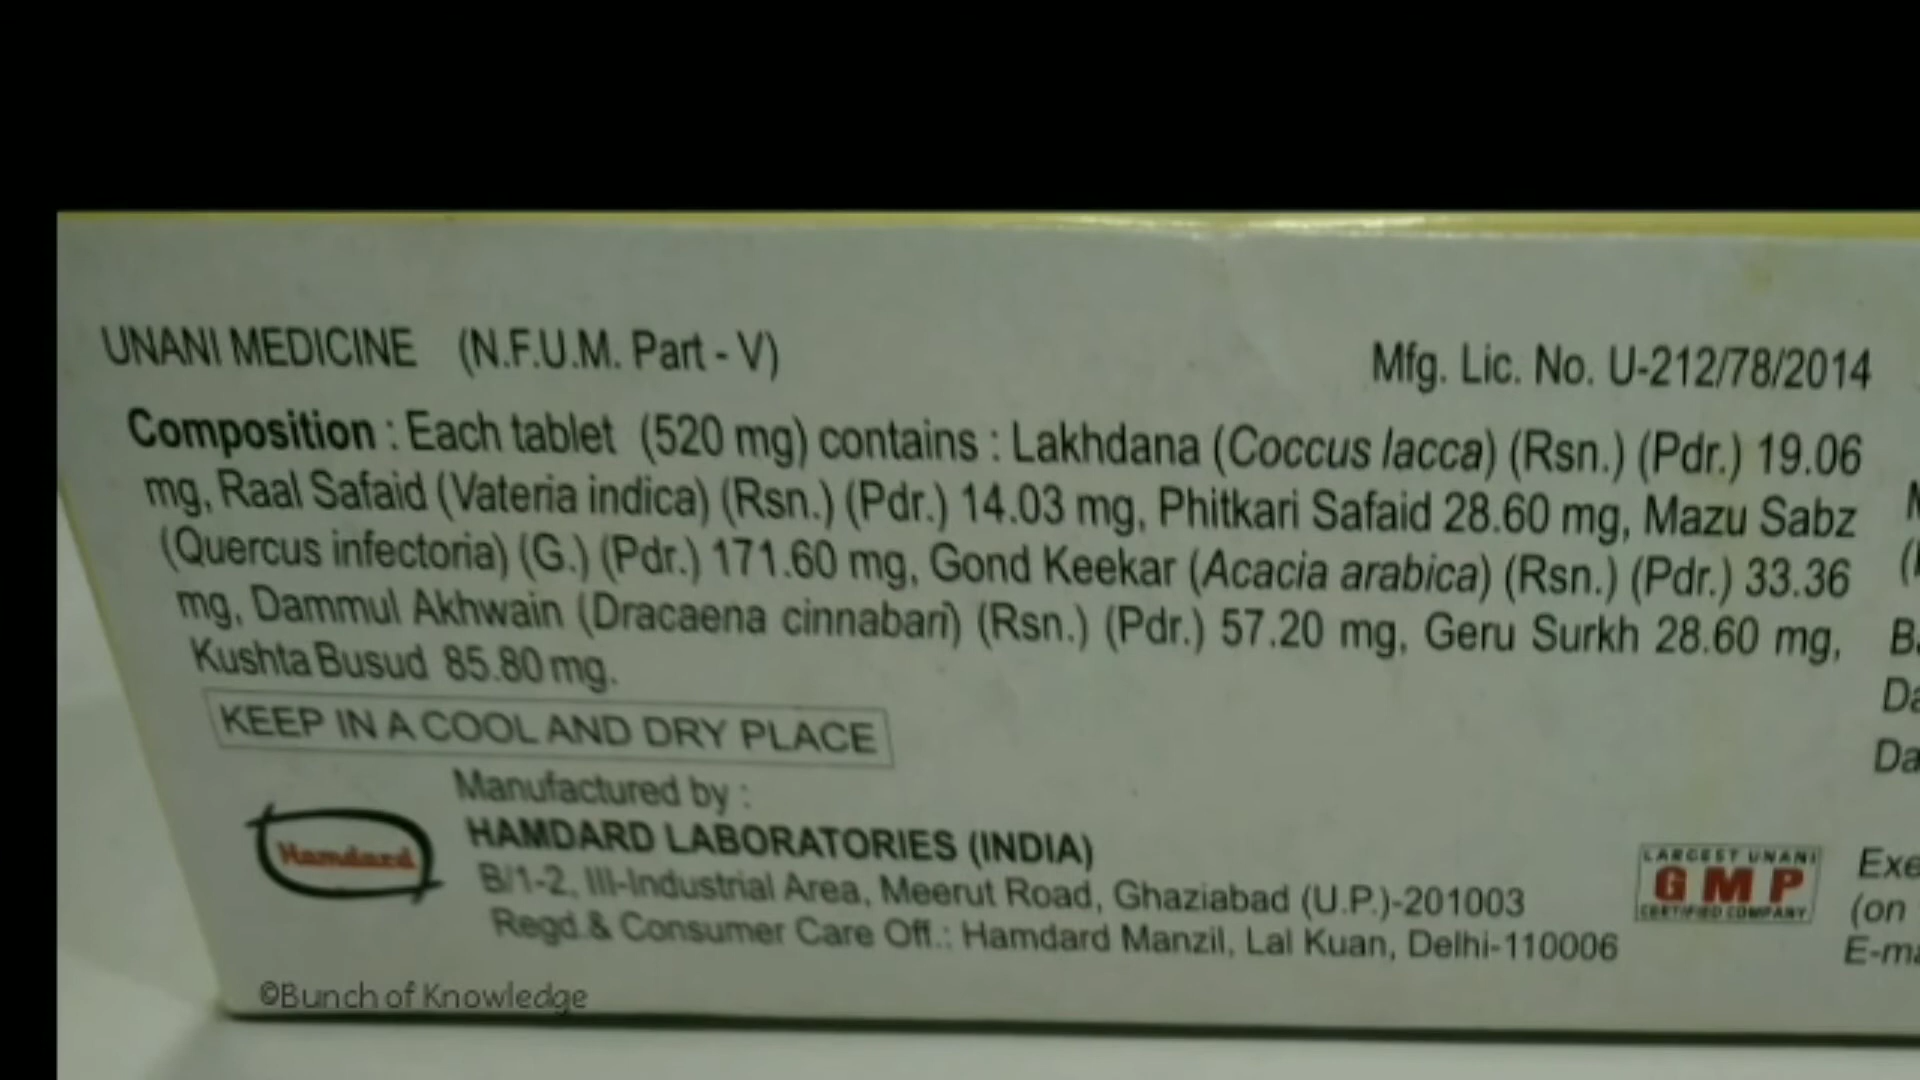 UNANI MEDICINE (N.F.U.M. Part - V)
Mfg. Lic. No. U-212/78/2014
Composition : Each tablet (520 mg) contains : Lakhdana (Coccus lacca) (Rsn.) (Pdr.) 19.06
mg, Raal Safaid (Vateria indica) (Rsn.) (Pdr.) 14.03 mg, Phitkari Safaid 28.60 mg, Mazu Sabz
(Quercus infectoria) (G.) (Pdr.) 171.60 mg, Gond Keekar (Acacia arabica) (Rsn.) (Pdr.) 33.36
mg, Dammul Akhwain (Dracaena cinnabari) (Rsn.) (Pdr.) 57.20 mg, Geru Surkh 28.60 mg,
Kushta Busud 85.80 mg.
KEEP IN A COOL AND DRY PLACE
Manufactured by :
Hamdard
HAMDARD LABORATORIES (INDIA)
B/1-2, III-Industrial Area, Meerut Road, Ghaziabad (U.P.)-201003
Regd.& Consumer Care Off.: Hamdard Manzil, Lal Kuan, Delhi-110006
LARGEST UNANI
GMP
CERTIFIED COMPANY
(on
©Bunch of Knowledge